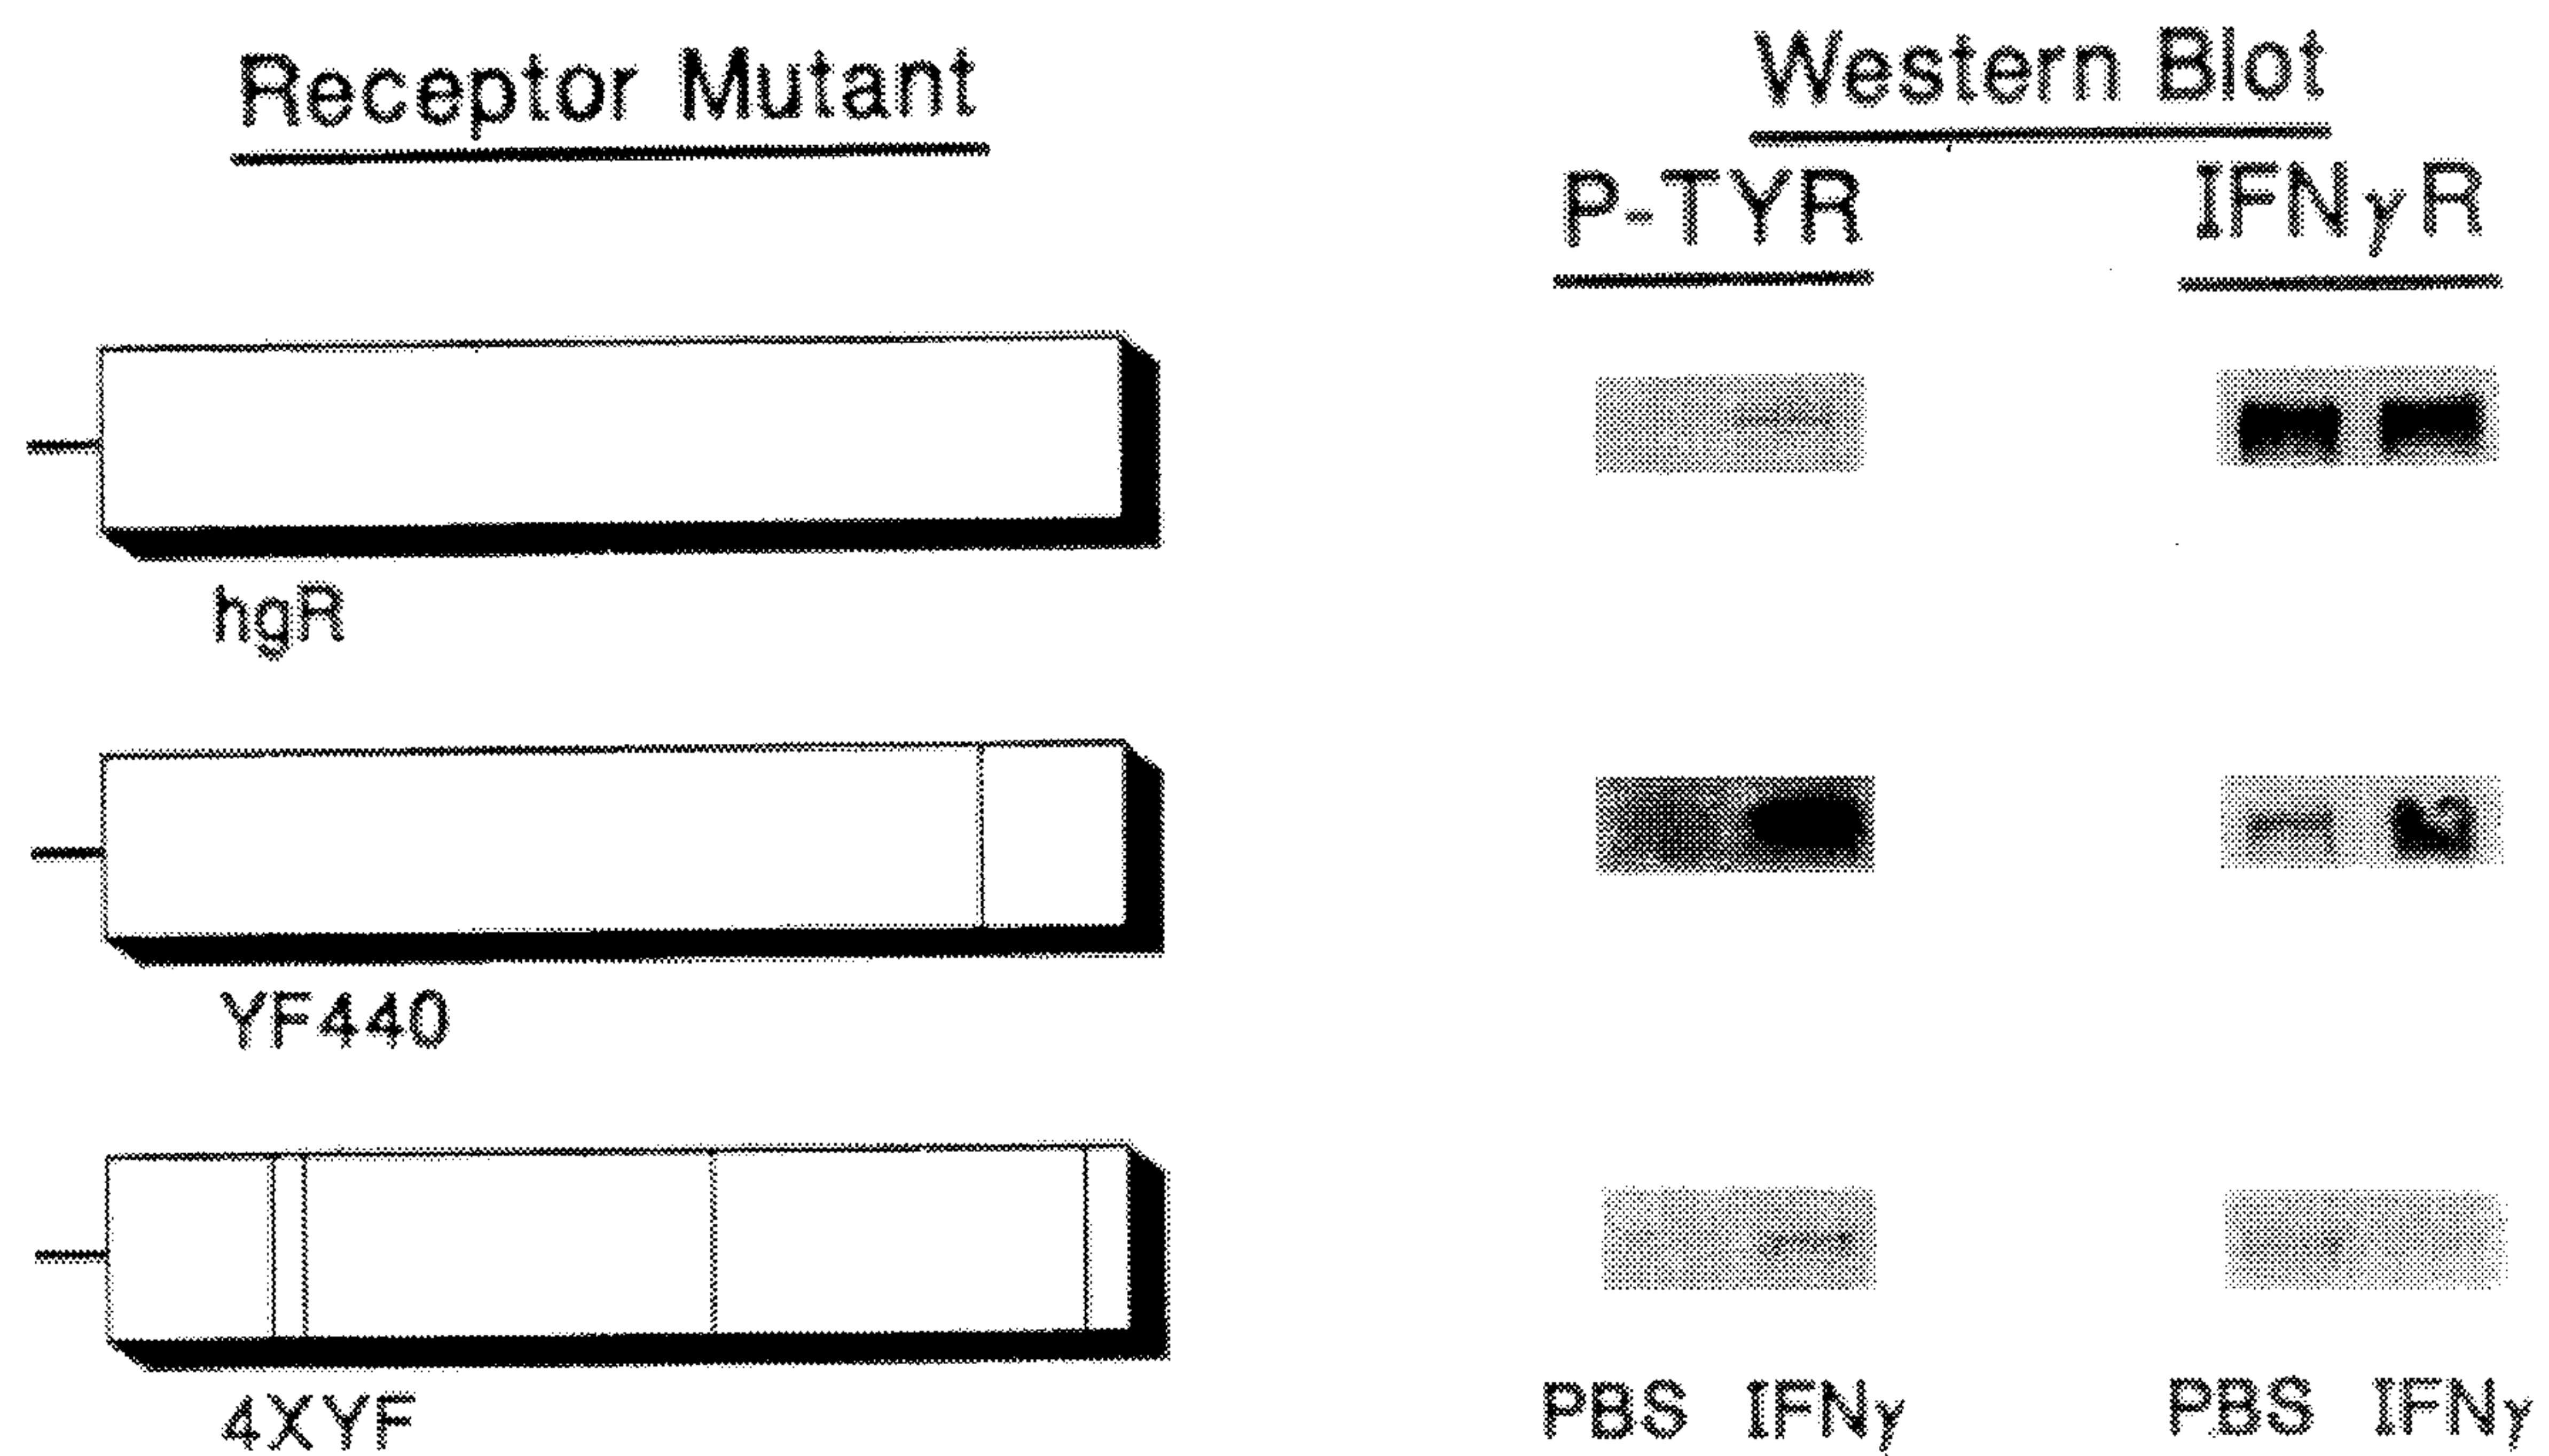 Receptor Mutant
Western Blot
P-TYR
IFNγR
hgR
YF440
4XYF
PBS IFNγ
PBS IFNγ